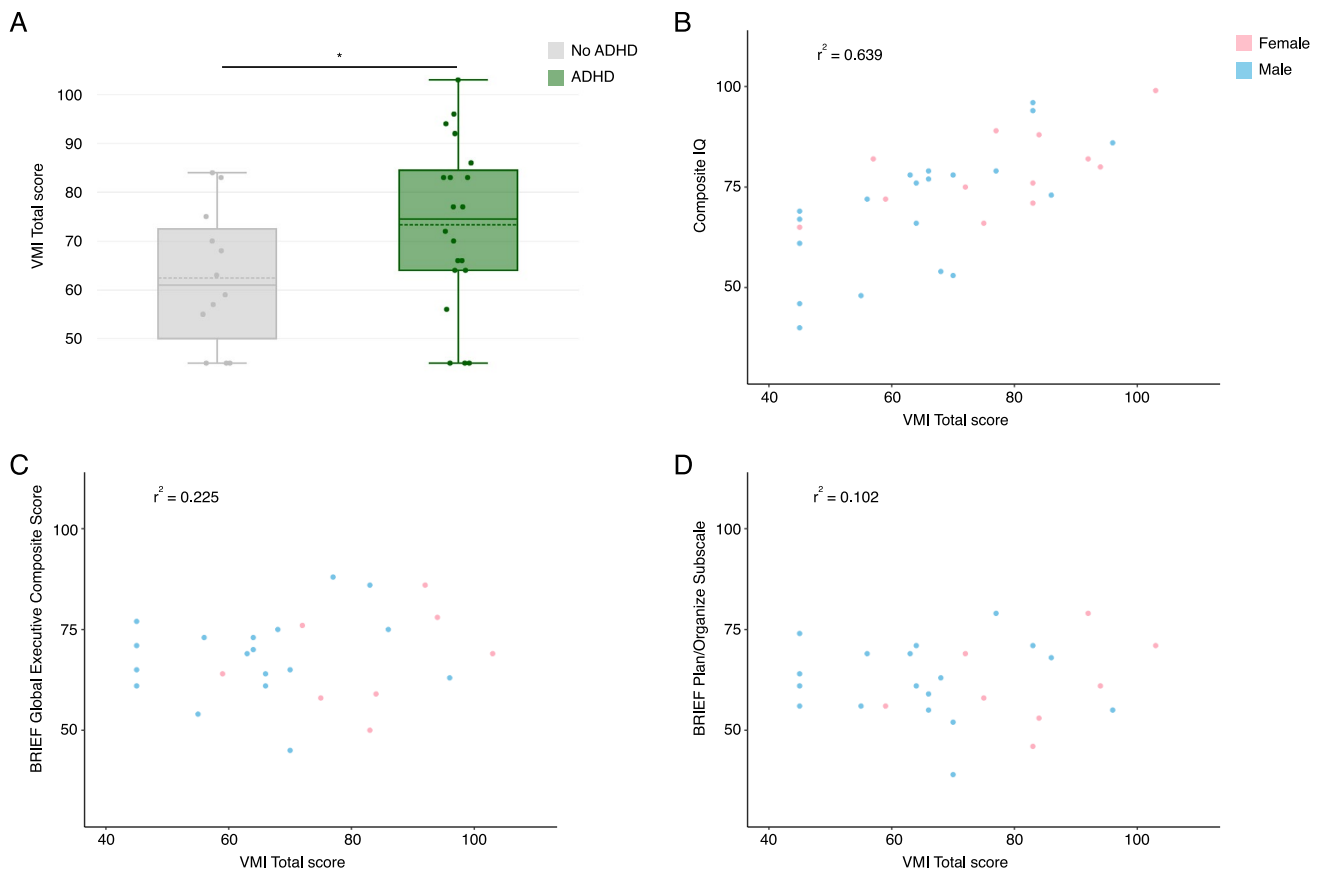 A
*
No ADHD
ADHD
100
90
80
70
60
50
VMI Total score
B
r² = 0.639
Female
Male
100
75
50
Composite IQ
40 60 80 100
VMI Total score
C
r² = 0.225
100
75
50
BRIEF Global Executive Composite Score
40 60 80 100
VMI Total score
D
r² = 0.102
100
75
50
BRIEF Plan/Organize Subscale
40 60 80 100
VMI Total score